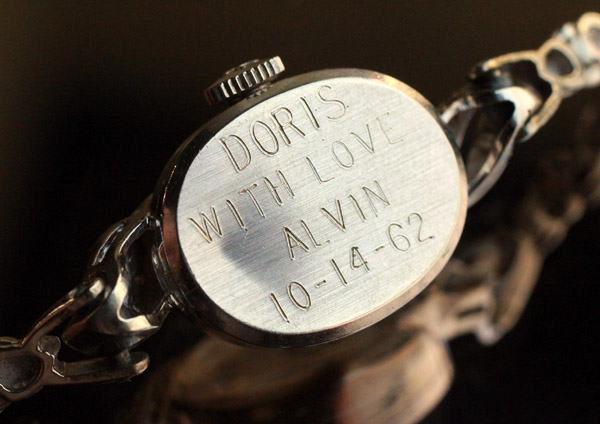 DORIS
WITH LOVE
ALVIN
10-14-62